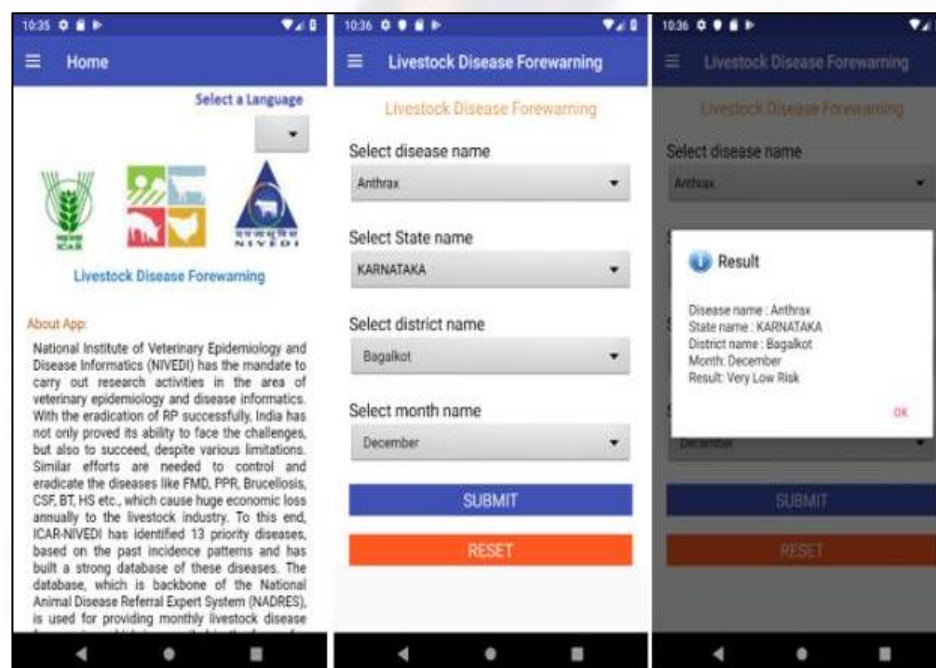 10:35
Home
Select a Language
ICAR
NIVEDI
Livestock Disease Forewarning
About App:
National Institute of Veterinary Epidemiology and
Disease Informatics (NIVEDI) has the mandate to
carry out research activities in the area of
veterinary epidemiology and disease informatics.
With the eradication of RP successfully, India has
not only proved its ability to face the challenges,
but also to succeed, despite various limitations.
Similar efforts are needed to control and
eradicate the diseases like FMD, PPR, Brucellosis,
CSF, BT, HS etc., which cause huge economic loss
annually to the livestock industry. To this end,
ICAR-NIVEDI has identified 13 priority diseases,
based on the past incidence patterns and has
built a strong database of these diseases. The
database, which is backbone of the National
Animal Disease Referral Expert System (NADRES),
is used for providing monthly livestock disease
10:36
Livestock Disease Forewarning
Livestock Disease Forewarning
Select disease name
Anthrax
Select State name
KARNATAKA
Select district name
Bagalkot
Select month name
December
SUBMIT
RESET
10:36
Livestock Disease Forewarning
Livestock Disease Forewarning
Select disease name
Anthrax
Result
Disease name : Anthrax
State name : KARNATAKA
District name : Bagalkot
Month: December
Result: Very Low Risk
OK
December
SUBMIT
RESET